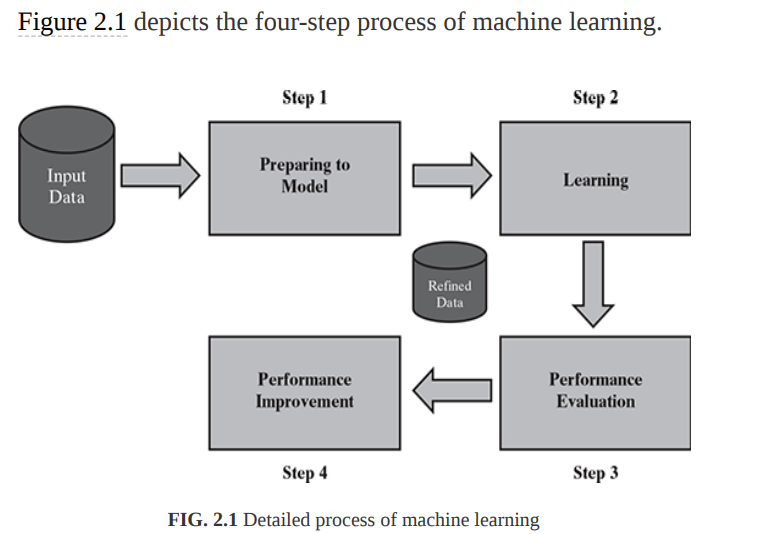 Figure 2.1 depicts the four-step process of machine learning.
Step 1
Step 2
Input
Data
Preparing to
Model
Learning
Refined
Data
Performance
Improvement
Performance
Evaluation
Step 4
Step 3
FIG. 2.1 Detailed process of machine learning